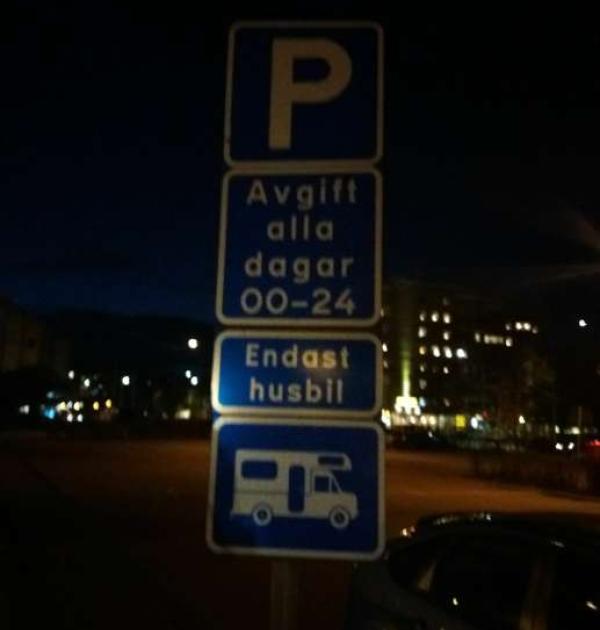 P
Avgift
alla
dagar
00-24
Endast
husbil